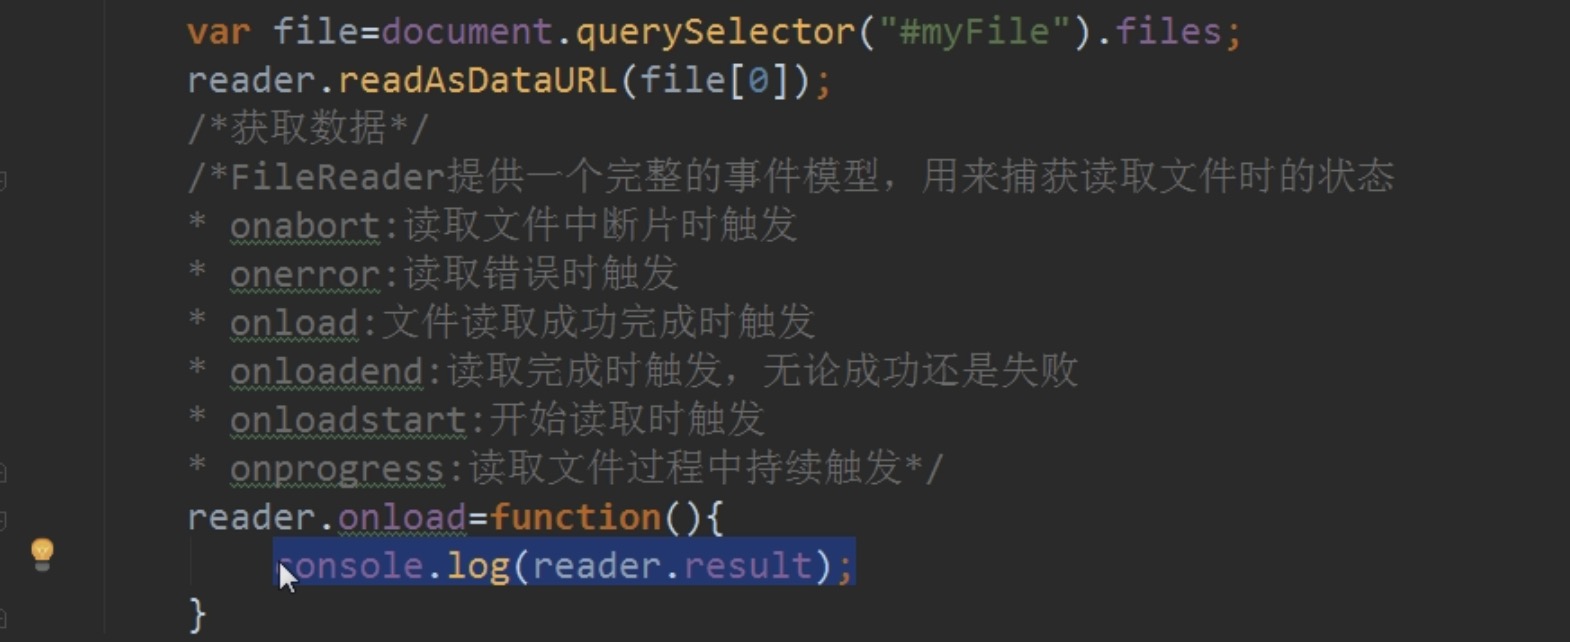 var file=document.querySelector("#myFile").files;
reader.readAsDataURL(file[0]);
/*获取数据*/
/*FileReader提供一个完整的事件模型，用来捕获读取文件时的状态
* onabort:读取文件中断片时触发
* onerror:读取错误时触发
* onload:文件读取成功完成时触发
* onloadend:读取完成时触发，无论成功还是失败
* onloadstart:开始读取时触发
* onprogress:读取文件过程中持续触发*/
reader.onload=function(){
console.log(reader.result);
}